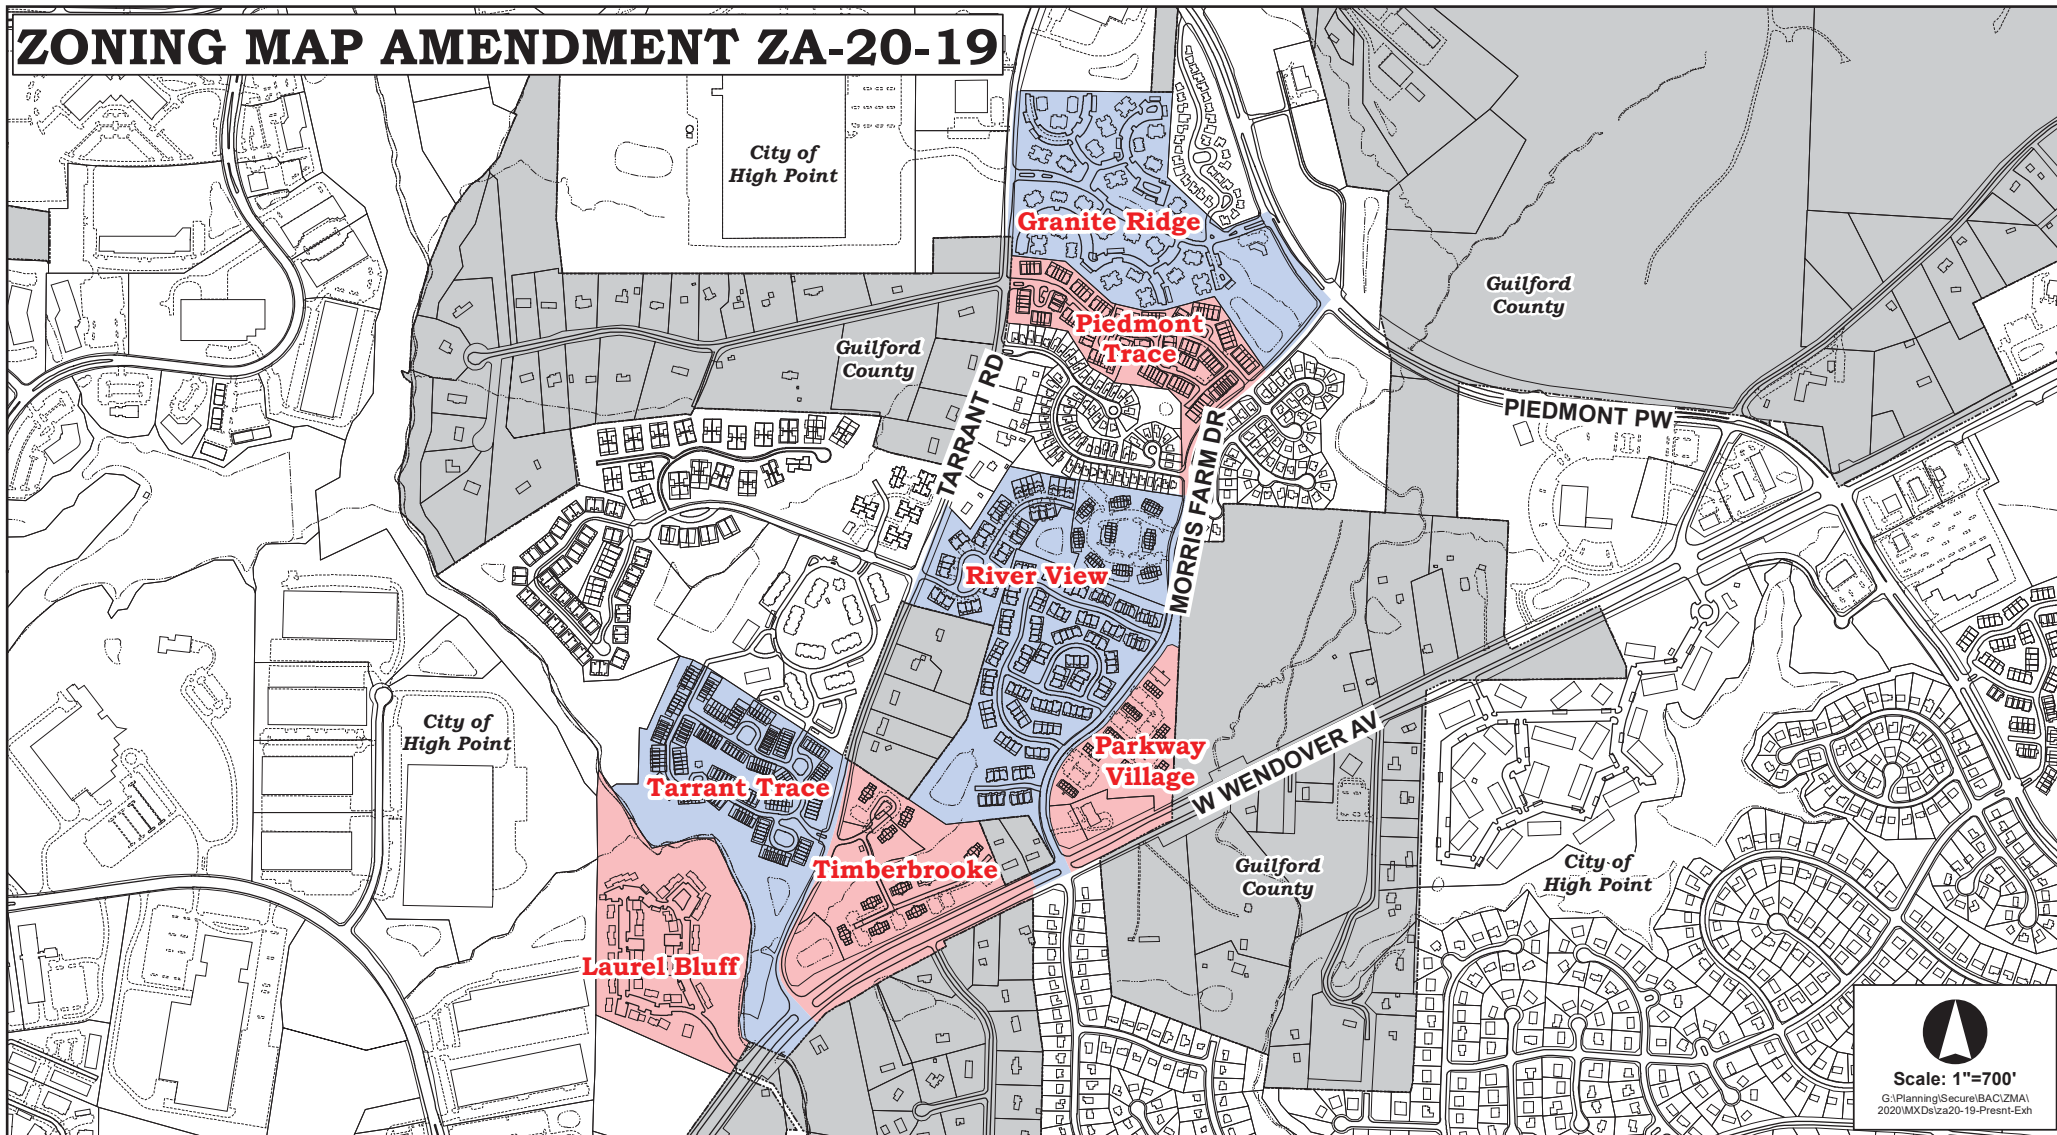 ZONING MAP AMENDMENT ZA-20-19
City of
High Point
Granite Ridge
Guilford
County
Piedmont
Trace
Guilford
County
TARRANT RD
PIEDMONT PW
MORRIS FARM DR
River View
City of
High Point
Parkway
Village
Tarrant Trace
W WENDOVER AV
Timberbrooke
Guilford
County
City of
High Point
Laurel Bluff
Scale: 1"=700'
G:\Planning\Secure\BAC\ZMA\
2020\MXDs\za20-19-Presnt-Exh